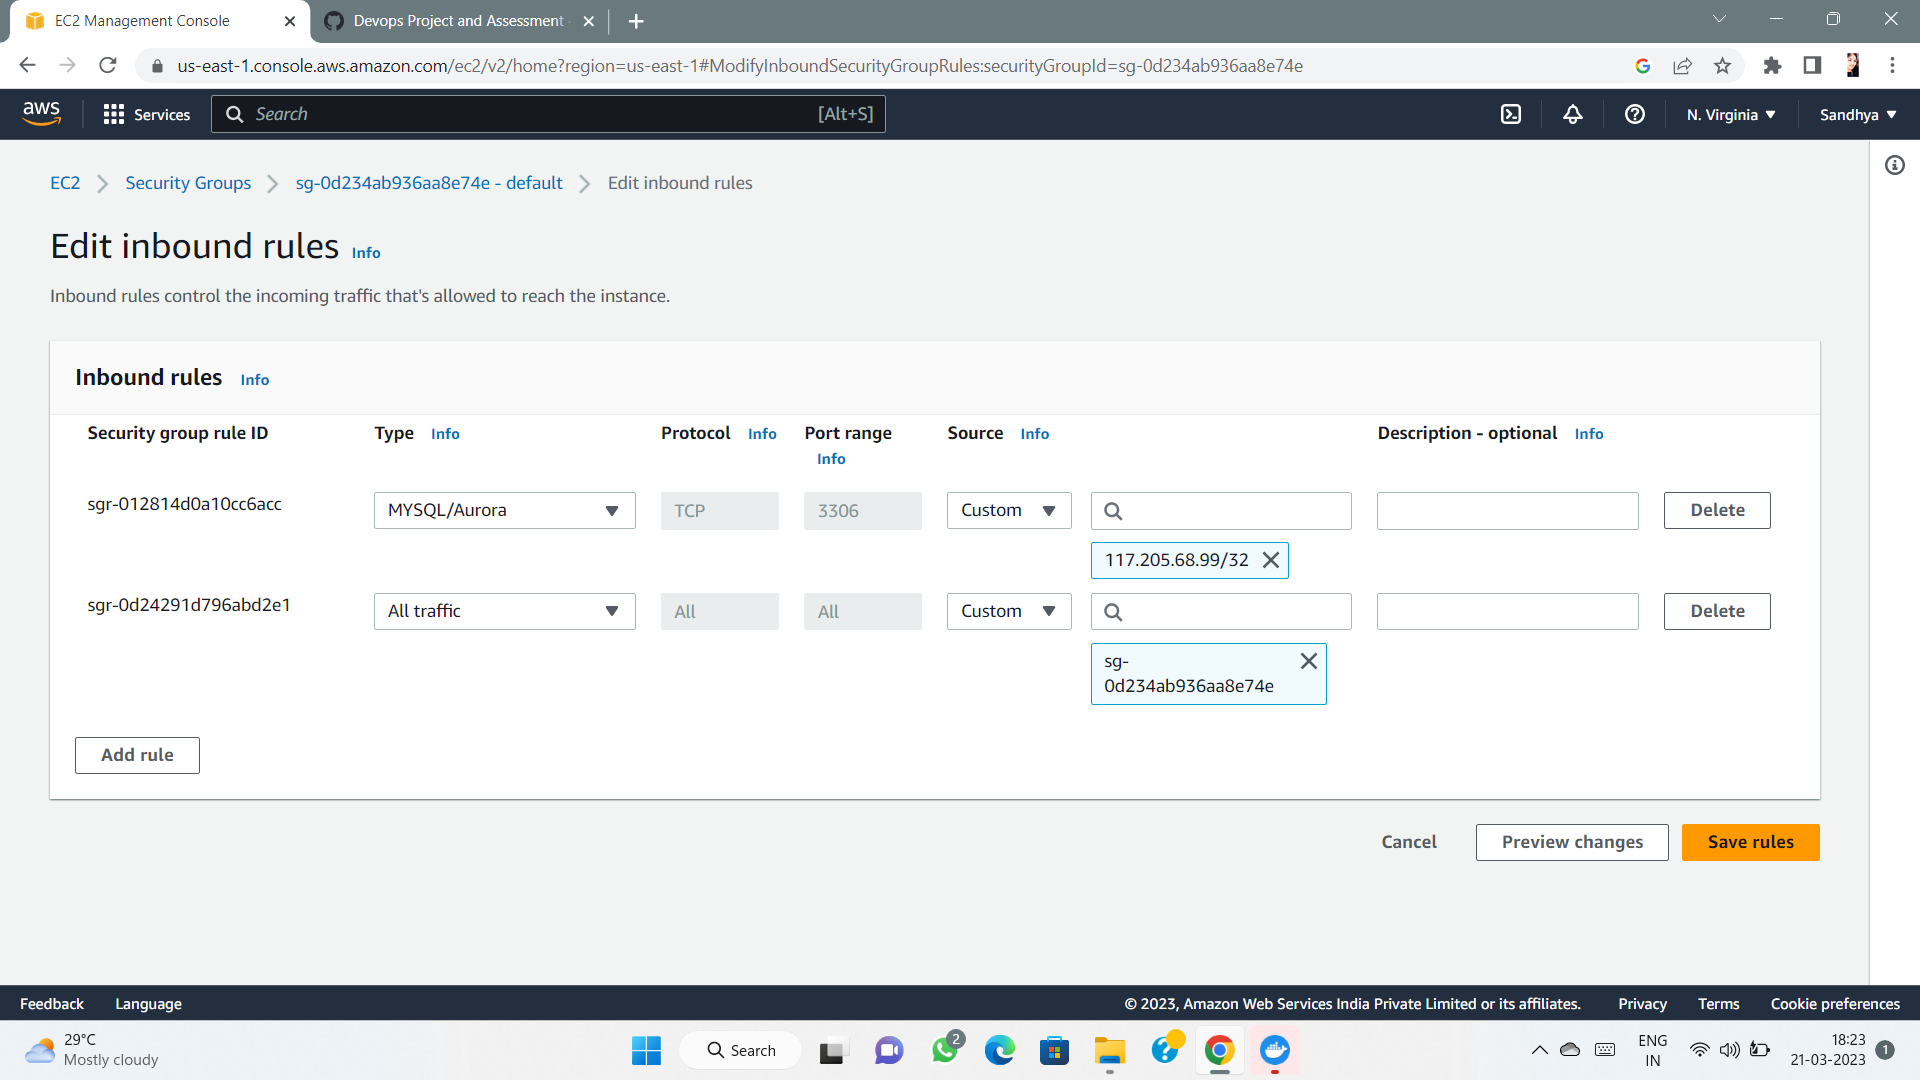 EC2 Management Console
Devops Project and Assessment
us-east-1.console.aws.amazon.com/ec2/v2/home?region=us-east-1#ModifyInboundSecurityGroupRules:securityGroupId=sg-0d234ab936aa8e74e
aws Services Search [Alt+S] N. Virginia Sandhya
EC2 Security Groups sg-0d234ab936aa8e74e - default Edit inbound rules
Edit inbound rules Info
Inbound rules control the incoming traffic that's allowed to reach the instance.
Inbound rules Info
Security group rule ID Type Info Protocol Info Port range Source Info Description - optional Info
Info
sgr-012814d0a10cc6acc MYSQL/Aurora TCP 3306 Custom Delete
117.205.68.99/32
sgr-0d24291d796abd2e1 All traffic All All Custom Delete
sg-
0d234ab936aa8e74e
Add rule
Cancel Preview changes Save rules
Feedback Language © 2023, Amazon Web Services India Private Limited or its affiliates. Privacy Terms Cookie preferences
29°C
Mostly cloudy
Search
2
ENG
IN
18:23
21-03-2023
1